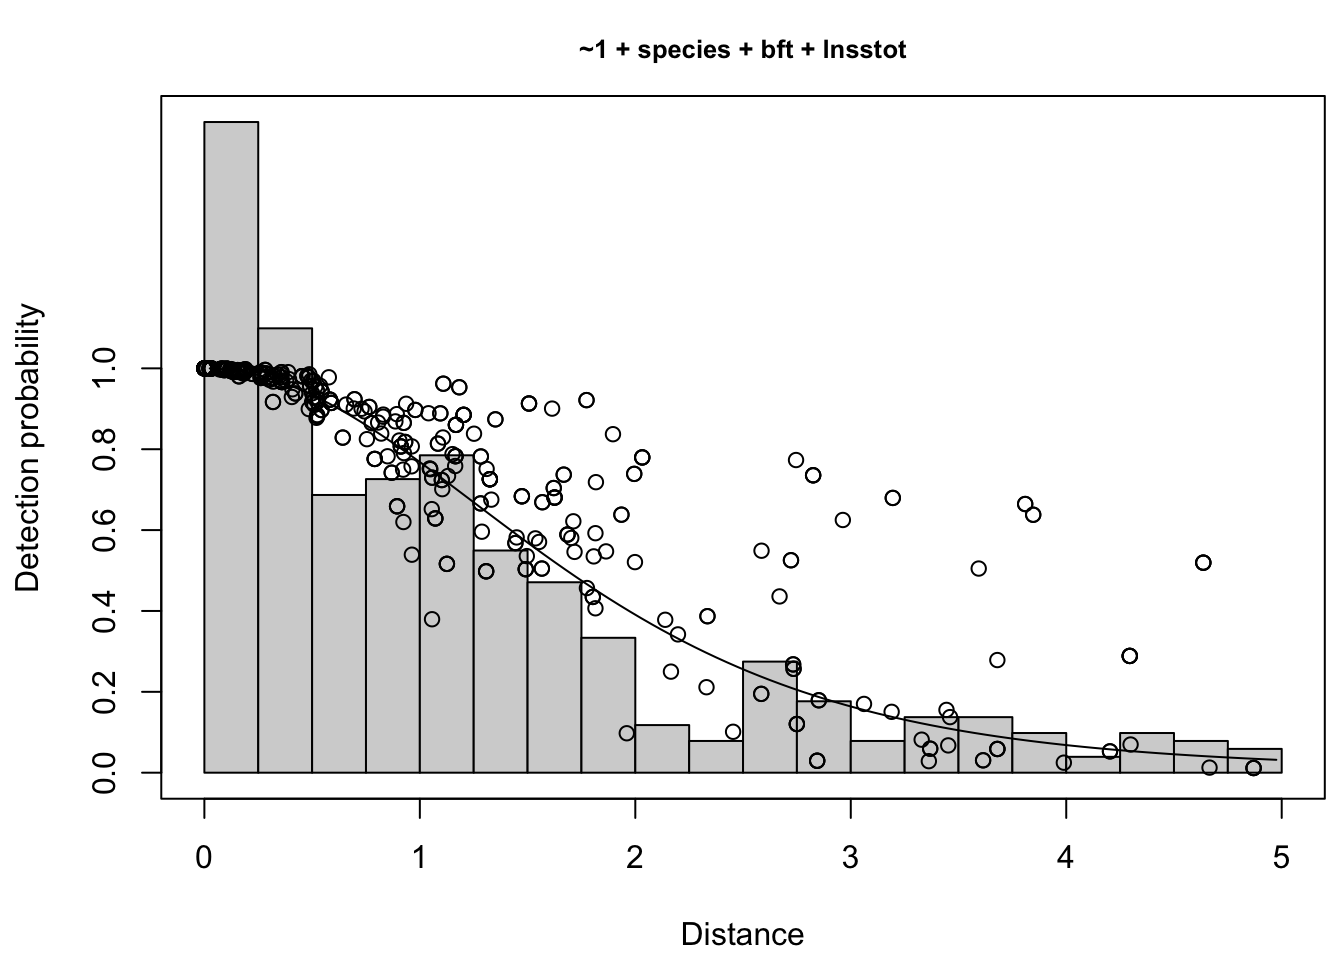 ~1 + species + bft + lnsstot
Detection probability
1.0
0.8
0.6
0.4
0.2
0.0
0 1 2 3 4 5
Distance